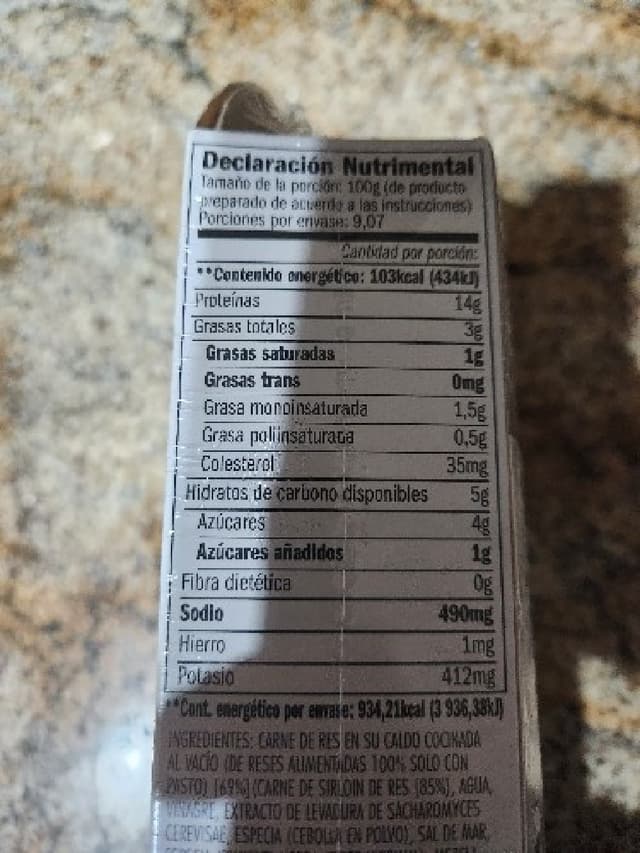 Declaración Nutrimental
Tamaño de la porción: 100g (de producto
preparado de acuerdo a las instrucciones)
Porciones por envase: 9,07
Cantidad por porción:
**Contenido energético: 103kcal (434kJ)
Proteínas 14g
Grasas totales 3g
Grasas saturadas 1g
Grasas trans 0mg
Grasa monoinsaturada 1,5g
Grasa poliinsaturada 0,5g
Colesterol 35mg
Hidratos de carbono disponibles 5g
Azúcares 4g
Azúcares añadidos 1g
Fibra dietética 0g
Sodio 490mg
Hierro 1mg
Potasio 412mg
**Cont. energético por envase: 934,21kcal (3 936,38kJ)
INGREDIENTES: CARNE DE RES EN SU CALDO COCINADA
AL VACÍO (DE RESES ALIMENTADAS 100% SOLO CON
PASTO) [69%] (CARNE DE SIRLOIN DE RES (85%), AGUA,
VINAGRE, EXTRACTO DE LEVADURA DE SACHAROMYCES
CEREVISAE, ESPECIA (CEBOLLA EN POLVO), SAL DE MAR,